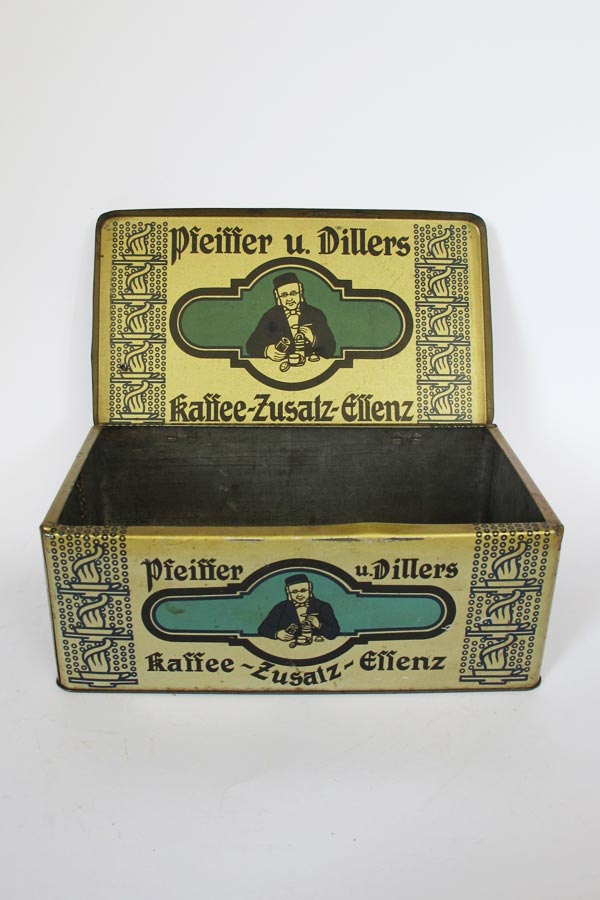 Pfeiffer u. Dillers
Kaffee-Zusatz-Essenz
Pfeiffer u. Dillers
Kaffee-Zusatz-Essenz